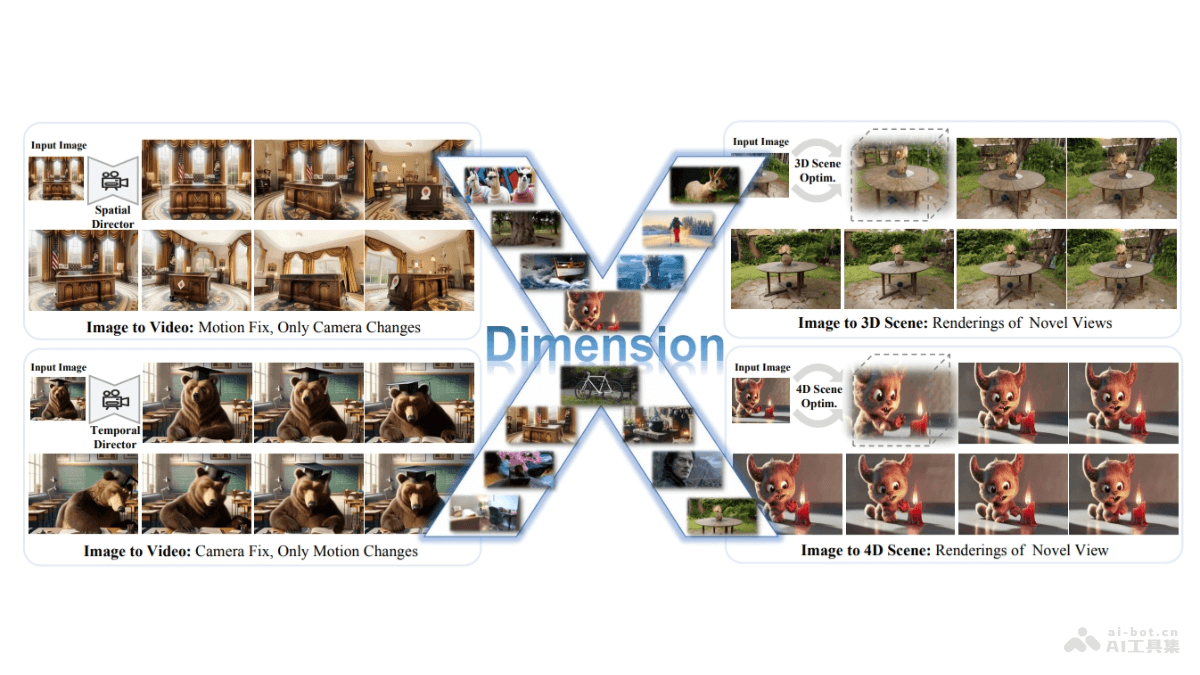 Input Image
Spatial
Director
Image to Video: Motion Fix, Only Camera Changes
Input Image
Temporal
Director
Image to Video: Camera Fix, Only Motion Changes
X
Dimension
Input Image
3D Scene
Optim.
Image to 3D Scene: Renderings of Novel Views
Input Image
4D Scene
Optim.
Image to 4D Scene: Renderings of Novel View
ai-bot.cn
AI工具集